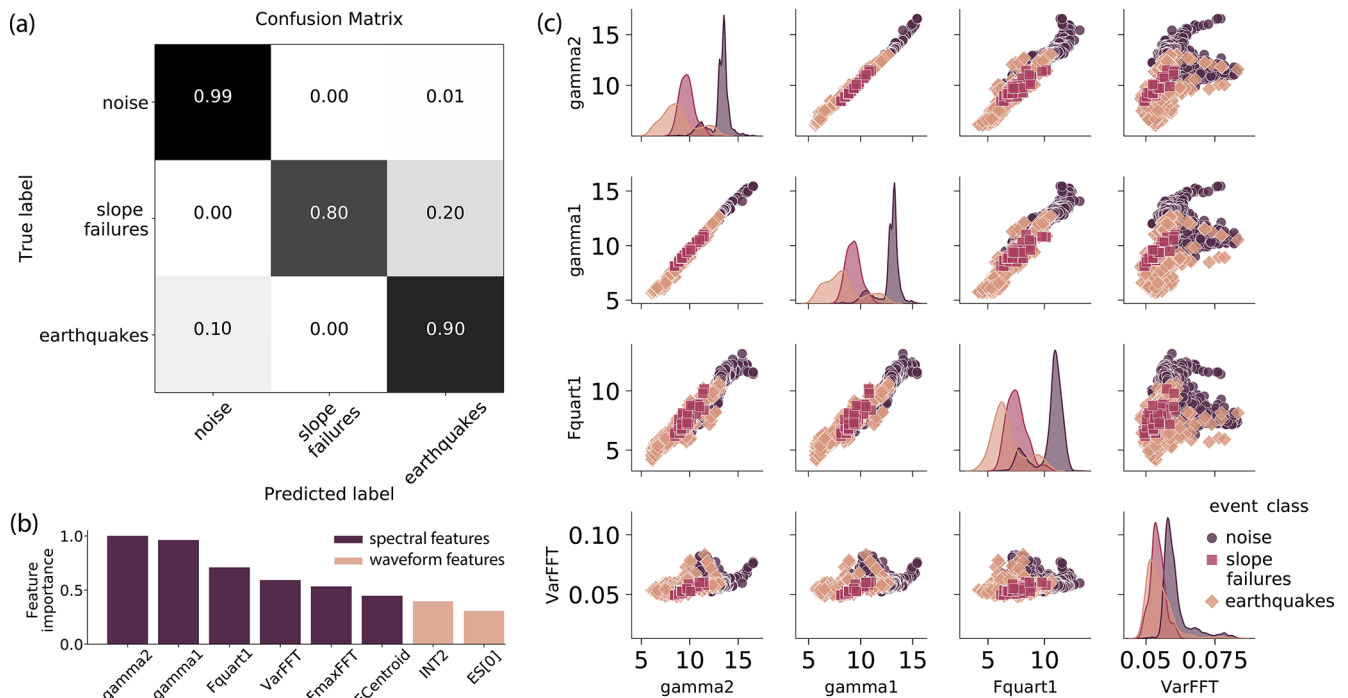 (a)
Confusion Matrix
True label
noise
0.99
0.00
0.01
slope
failures
0.00
0.80
0.20
earthquakes
0.10
0.00
0.90
noise
slope
failures
earthquakes
Predicted label
(b)
Feature
importance
1.0
0.5
0.0
spectral features
waveform features
gamma2
gamma1
Fquart1
VarFFT
FmaxFFT
FCentroid
INT2
ES[0]
(c)
gamma2
15
10
gamma1
15
10
5
Fquart1
10
5
VarFFT
0.10
0.05
5
10
15
gamma2
5
10
15
gamma1
5
10
Fquart1
0.05
0.075
VarFFT
event class
noise
slope
failures
earthquakes